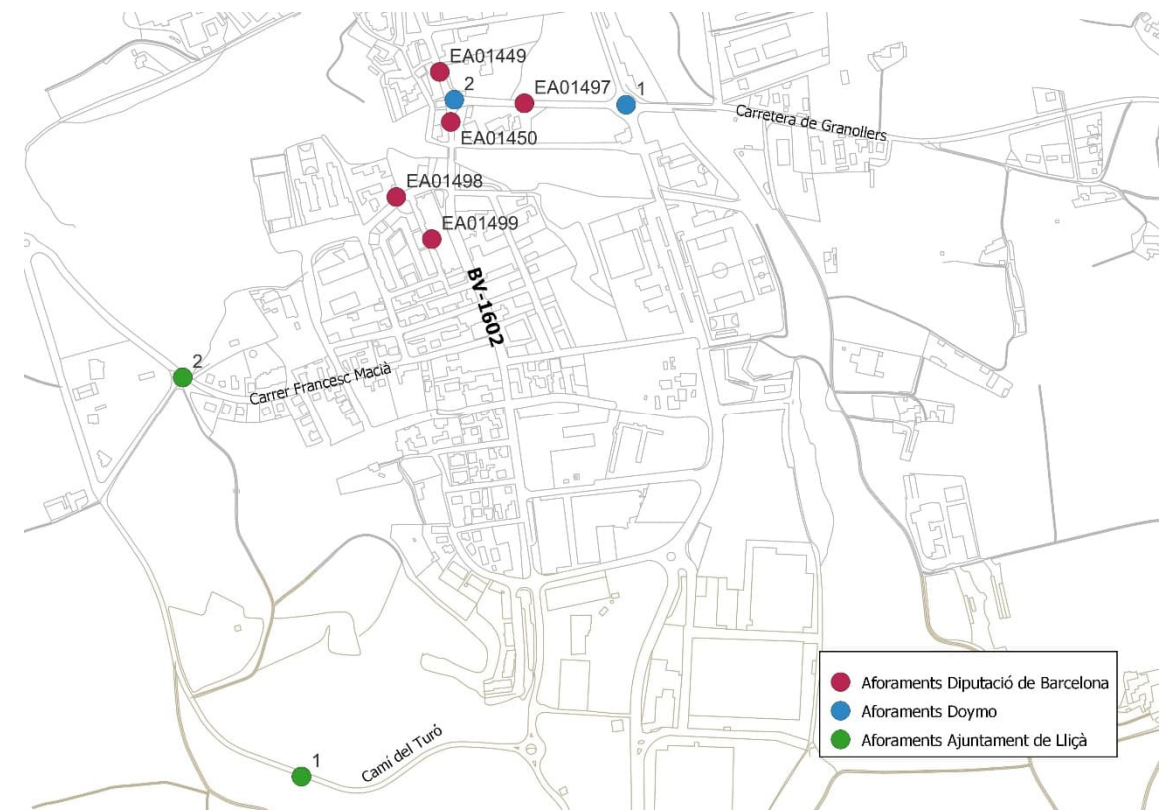 EA01449
2
EA01497
1
Carretera de Granollers
EA01450
EA01498
EA01499
BV-1602
2
Carrer Francesc Macià
Aforaments Diputació de Barcelona
Aforaments Doymo
Aforaments Ajuntament de Lliçà
1
Camí del Turó